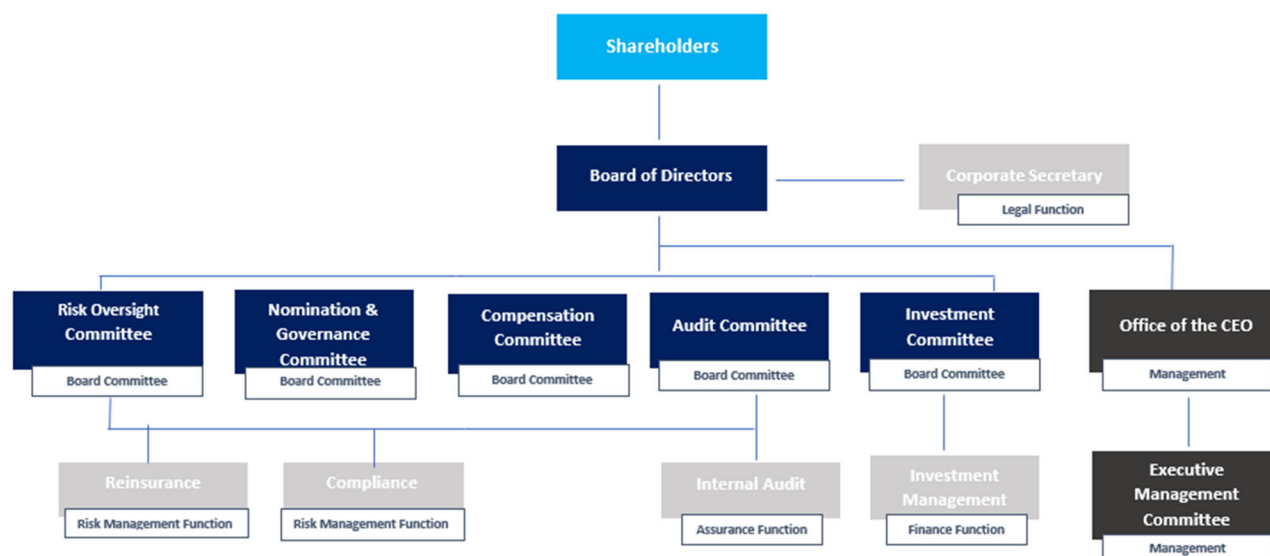 Shareholders
Board of Directors
Corporate Secretary
Legal Function
Risk Oversight
Committee
Board Committee
Nomination &
Governance
Committee
Board Committee
Compensation
Committee
Board Committee
Audit Committee
Board Committee
Investment
Committee
Board Committee
Office of the CEO
Management
Reinsurance
Risk Management Function
Compliance
Risk Management Function
Internal Audit
Assurance Function
Investment
Management
Finance Function
Executive
Management
Committee
Management